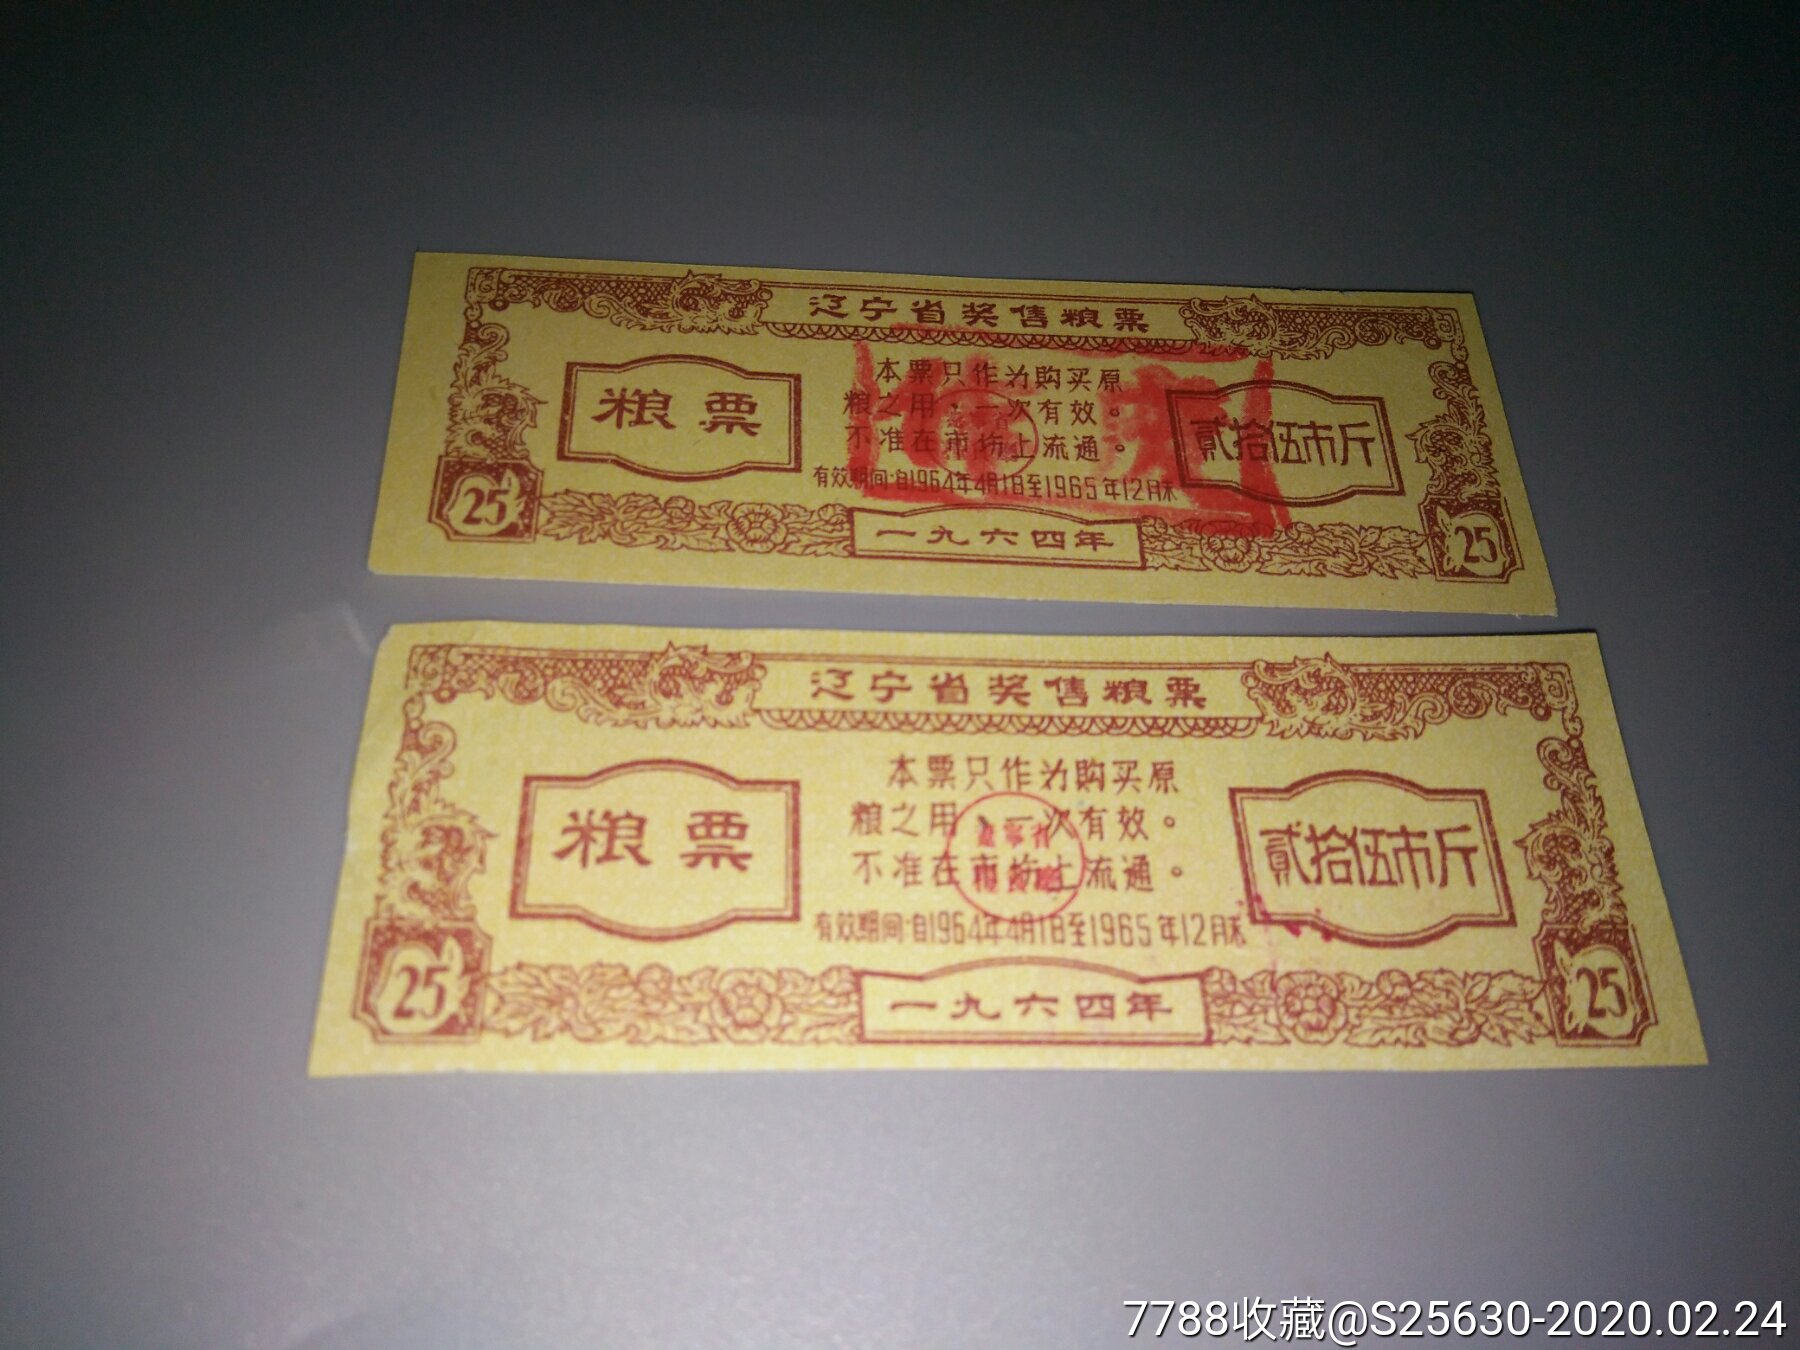 辽宁省奖售粮票
粮票
本票只作为购买原
粮之用，一次有效。
不准在市场上流通。
有效期间·自1964年4月1日至1965年12月末
贰拾伍市斤
25
一九六四年
25
辽宁省奖售粮票
粮票
本票只作为购买原
粮之用，一次有效。
不准在市场上流通。
有效期间·自1964年4月1日至1965年12月末
贰拾伍市斤
25
一九六四年
25
7788收藏@S25630-2020.02.24